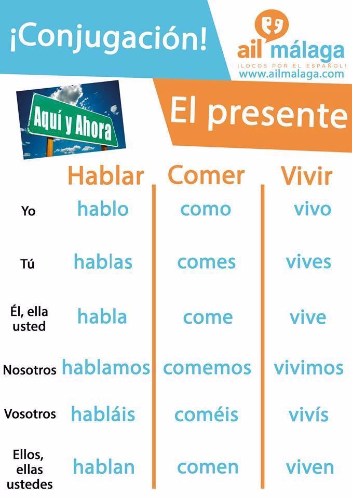 ¡Conjugación!
ail málaga
¡LOCOS POR EL ESPAÑOL!
www.ailmalaga.com
Aquí y Ahora
El presente
Hablar Comer Vivir
Yo hablo como vivo
Tú hablas comes vives
Él, ella
usted habla come vive
Nosotros hablamos comemos vivimos
Vosotros habláis coméis vivís
Ellos,
ellas
ustedes hablan comen viven